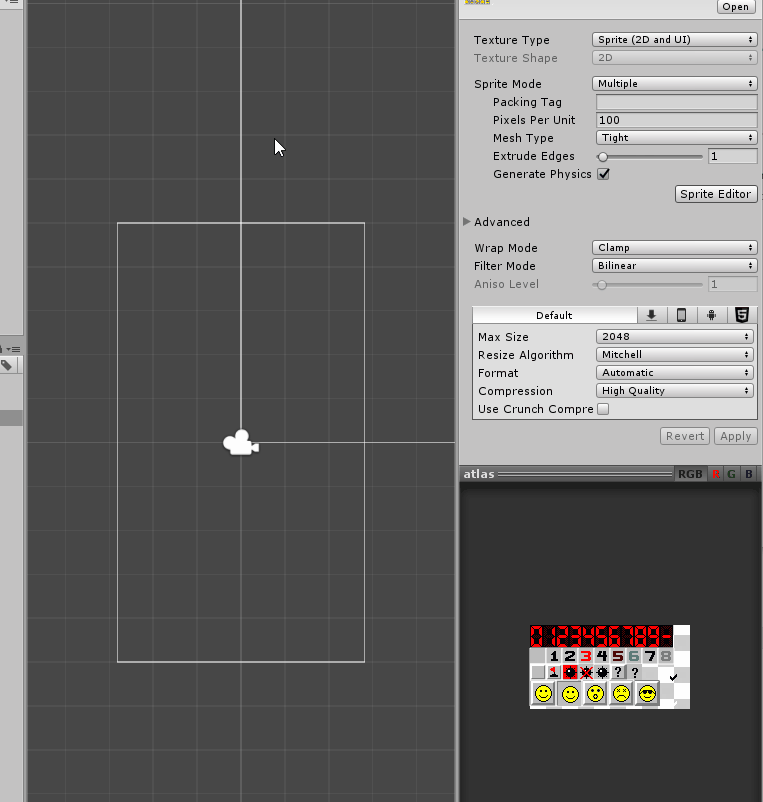 Open
Texture Type Sprite (2D and UI)
Texture Shape 2D
Sprite Mode Multiple
Packing Tag
Pixels Per Unit 100
Mesh Type Tight
Extrude Edges 1
Generate Physics
Sprite Editor
Advanced
Wrap Mode Clamp
Filter Mode Bilinear
Aniso Level 1
Default
Max Size 2048
Resize Algorithm Mitchell
Format Automatic
Compression High Quality
Use Crunch Compre
Revert Apply
atlas RGB R G B
0123456789-
1 2 3 4 5 6 7 8
1 ? ?